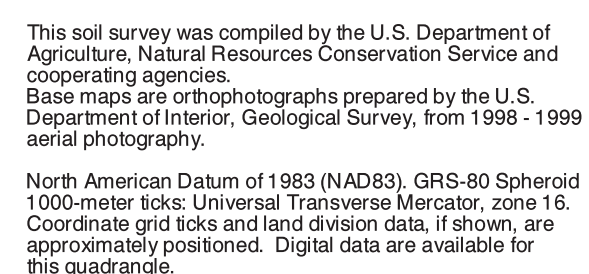 This soil survey was compiled by the U.S. Department of
Agriculture, Natural Resources Conservation Service and
cooperating agencies.
Base maps are orthophotographs prepared by the U.S.
Department of Interior, Geological Survey, from 1998 - 1999
aerial photography.

North American Datum of 1983 (NAD83). GRS-80 Spheroid
1000-meter ticks: Universal Transverse Mercator, zone 16.
Coordinate grid ticks and land division data, if shown, are
approximately positioned.  Digital data are available for
this quadrangle.